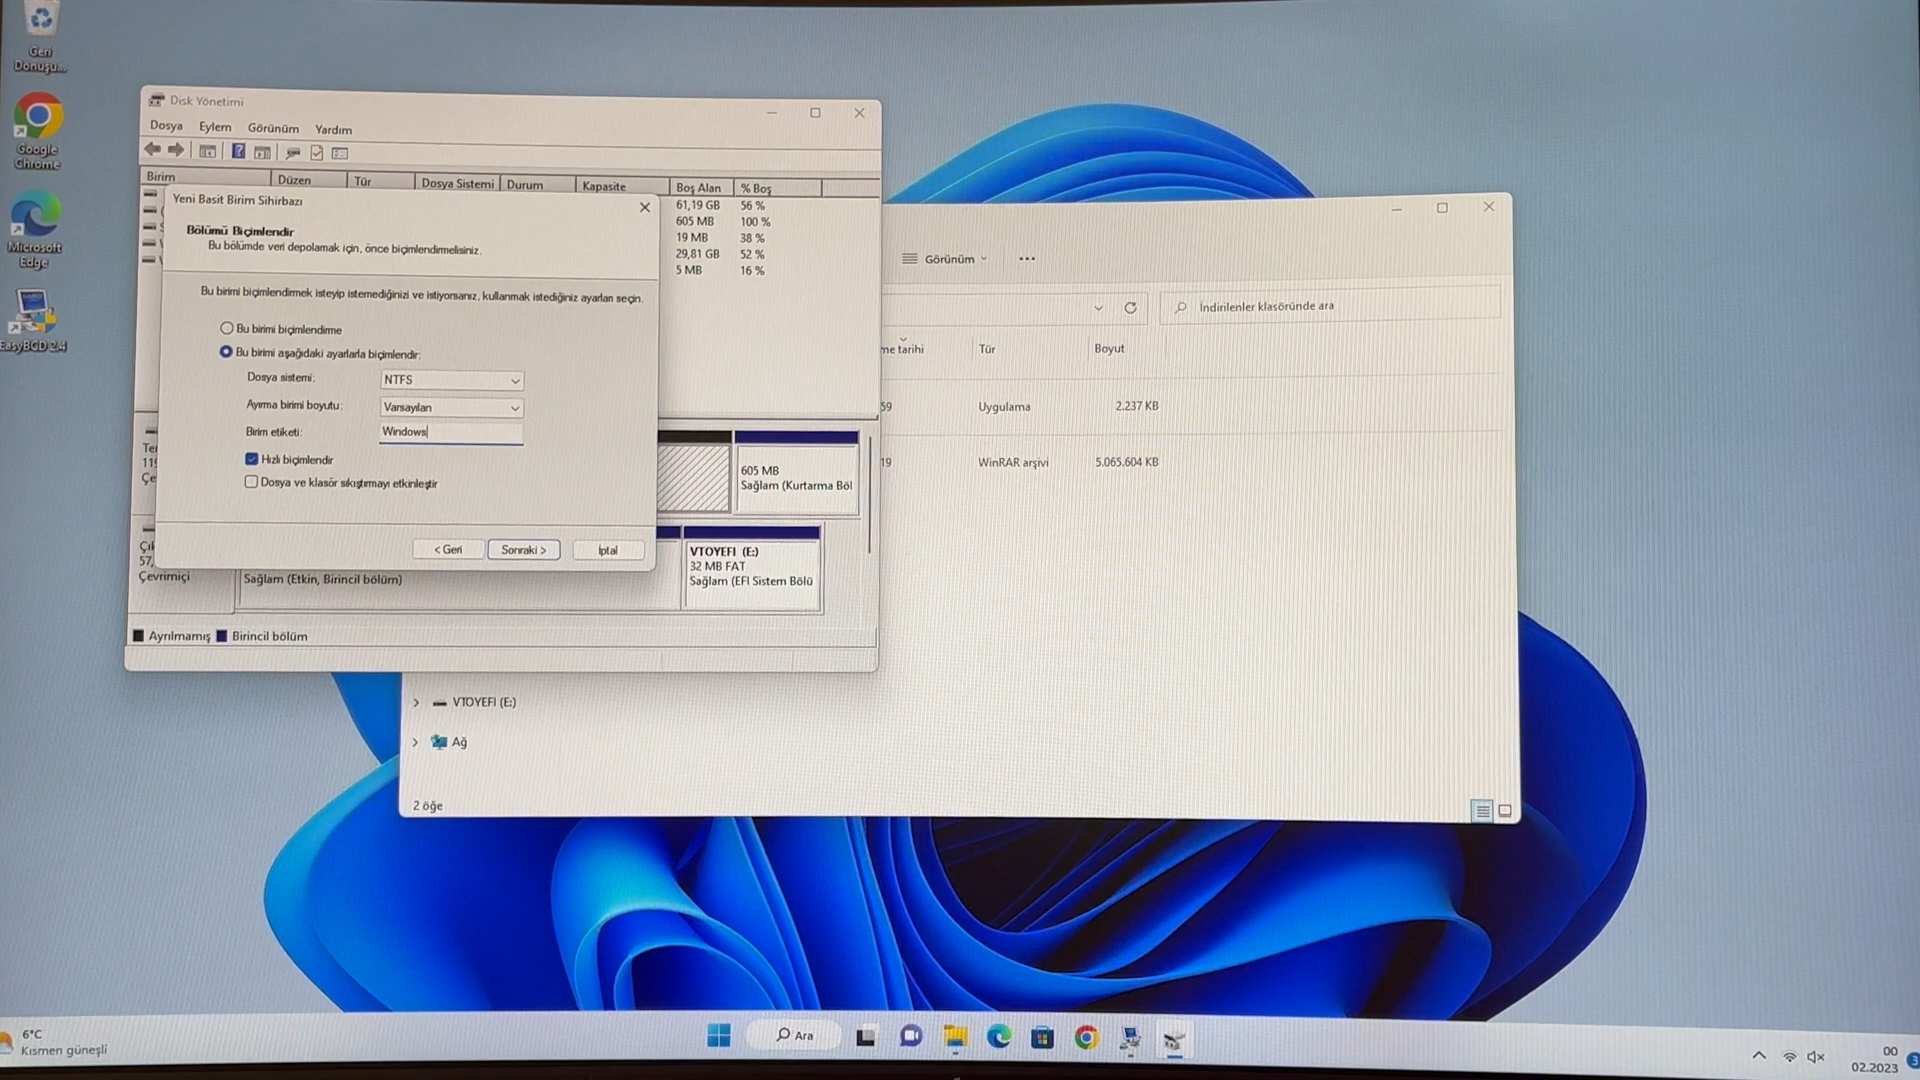 Geri
Dönüşü...
Google
Chrome
Microsoft
Edge
EasyBCD 2.4
Disk Yönetimi
Dosya Eylem Görünüm Yardım
Birim Düzen Tür Dosya Sistemi Durum Kapasite Boş Alan % Boş
61,19 GB 56 %
605 MB 100 %
19 MB 38 %
29,81 GB 52 %
5 MB 16 %
Yeni Basit Birim Sihirbazı
Bölümü Biçimlendir
Bu bölümde veri depolamak için, önce biçimlendirmelisiniz.
Bu birimi biçimlendirmek isteyip istemediğinizi ve istiyorsanız, kullanmak istediğiniz ayarları seçin.
Bu birimi biçimlendirme
Bu birimi aşağıdaki ayarlarla biçimlendir:
Dosya sistemi: NTFS
Ayırma birimi boyutu: Varsayılan
Birim etiketi: Windows
Hızlı biçimlendir
Dosya ve klasör sıkıştırmayı etkinleştir
< Geri Sonraki > İptal
605 MB
Sağlam (Kurtarma Böl
VTOYEFI (E:)
32 MB FAT
Sağlam (EFI Sistem Bölü
57,
Çevrimiçi
Sağlam (Etkin, Birincil bölüm)
Ayrılmamış Birincil bölüm
Görünüm ...
İndirilenler klasöründe ara
me tarihi Tür Boyut
59 Uygulama 2.237 KB
19 WinRAR arşivi 5.065.604 KB
VTOYEFI (E:)
Ağ
2 öğe
6°C
Kısmen güneşli
Ara
00
02.2023
3